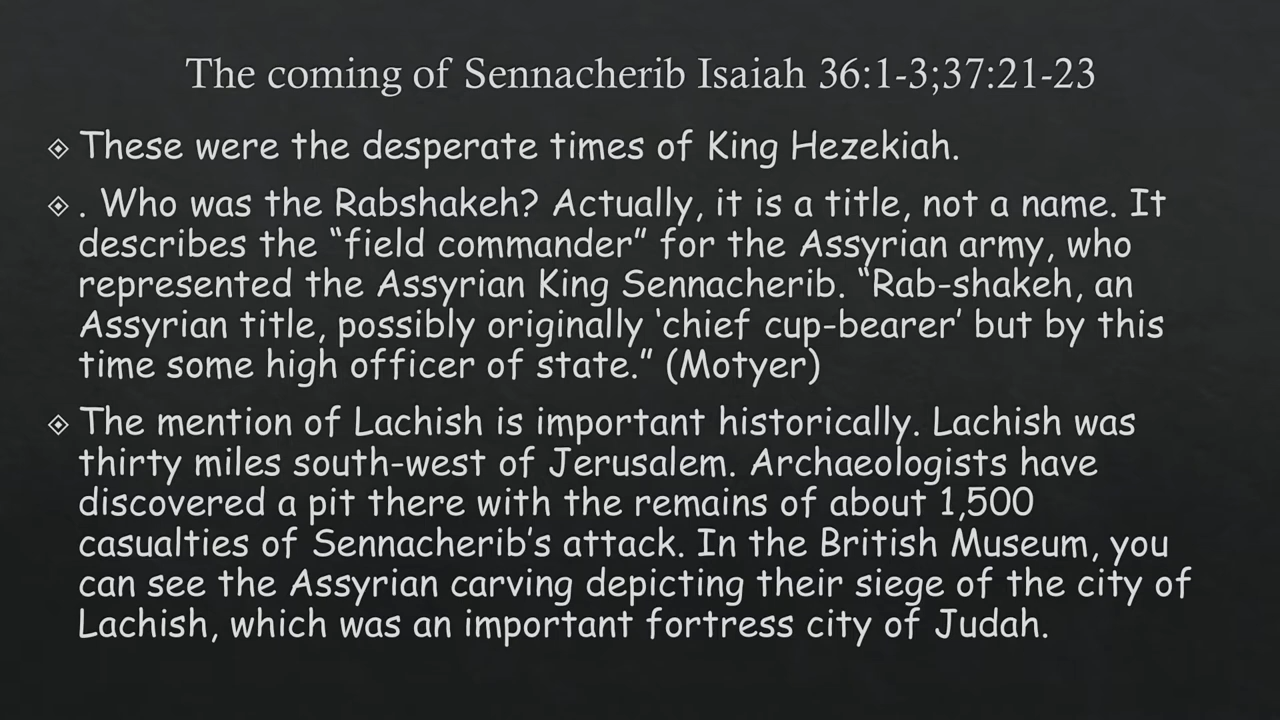 The coming of Sennacherib Isaiah 36:1-3;37:21-23
These were the desperate times of King Hezekiah.
. Who was the Rabshakeh? Actually, it is a title, not a name. It
describes the “field commander” for the Assyrian army, who
represented the Assyrian King Sennacherib. “Rab-shakeh, an
Assyrian title, possibly originally ‘chief cup-bearer’ but by this
time some high officer of state.” (Motyer)
The mention of Lachish is important historically. Lachish was
thirty miles south-west of Jerusalem. Archaeologists have
discovered a pit there with the remains of about 1,500
casualties of Sennacherib’s attack. In the British Museum, you
can see the Assyrian carving depicting their siege of the city of
Lachish, which was an important fortress city of Judah.